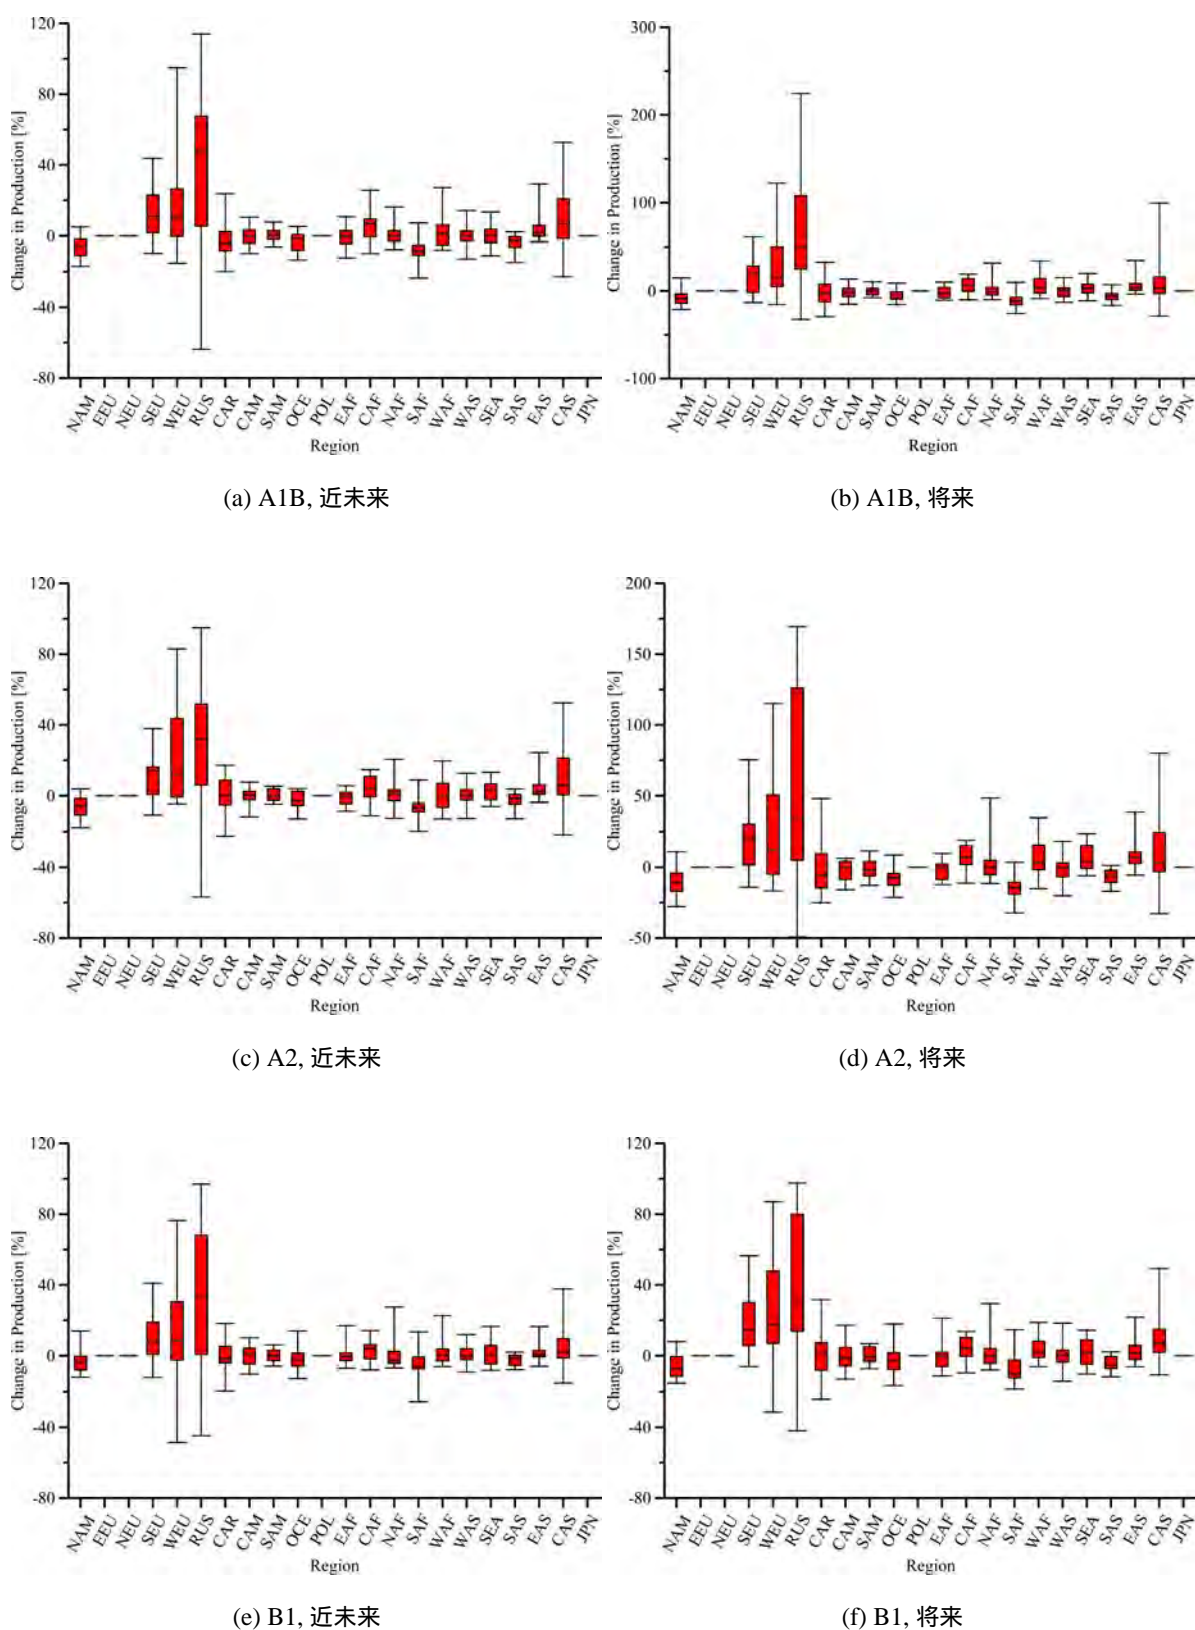 120
80
40
0
-40
-80
Change in Production [%]
NAM EEU NEU SEU WEU RUS CAR CAM SAM OCE POL EAF CAF NAF SAF WAF WAS SEA SAS EAS CAS JPN
Region
(a) A1B, 近未来
300
200
100
0
-100
Change in Production [%]
NAM EEU NEU SEU WEU RUS CAR CAM SAM OCE POL EAF CAF NAF SAF WAF WAS SEA SAS EAS CAS JPN
Region
(b) A1B, 将来
120
80
40
0
-40
-80
Change in Production [%]
NAM EEU NEU SEU WEU RUS CAR CAM SAM OCE POL EAF CAF NAF SAF WAF WAS SEA SAS EAS CAS JPN
Region
(c) A2, 近未来
200
150
100
50
0
-50
Change in Production [%]
NAM EEU NEU SEU WEU RUS CAR CAM SAM OCE POL EAF CAF NAF SAF WAF WAS SEA SAS EAS CAS JPN
Region
(d) A2, 将来
120
80
40
0
-40
-80
Change in Production [%]
NAM EEU NEU SEU WEU RUS CAR CAM SAM OCE POL EAF CAF NAF SAF WAF WAS SEA SAS EAS CAS JPN
Region
(e) B1, 近未来
120
80
40
0
-40
-80
Change in Production [%]
NAM EEU NEU SEU WEU RUS CAR CAM SAM OCE POL EAF CAF NAF SAF WAF WAS SEA SAS EAS CAS JPN
Region
(f) B1, 将来